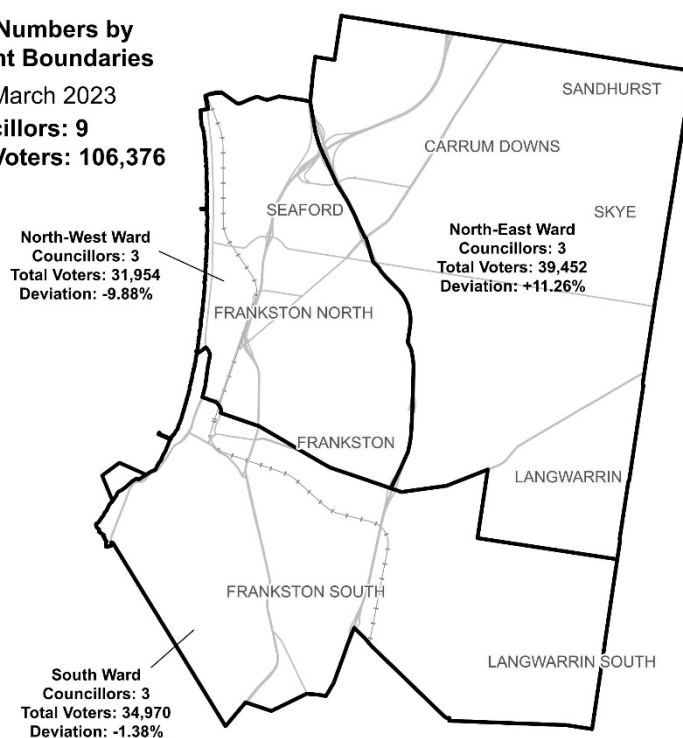 Numbers by
nt Boundaries
March 2023
cillors: 9
Voters: 106,376
SANDHURST
CARRUM DOWNS
SKYE
SEAFORD
North-West Ward
Councillors: 3
Total Voters: 31,954
Deviation: -9.88%
North-East Ward
Councillors: 3
Total Voters: 39,452
Deviation: +11.26%
FRANKSTON NORTH
FRANKSTON
LANGWARRIN
FRANKSTON SOUTH
LANGWARRIN SOUTH
South Ward
Councillors: 3
Total Voters: 34,970
Deviation: -1.38%